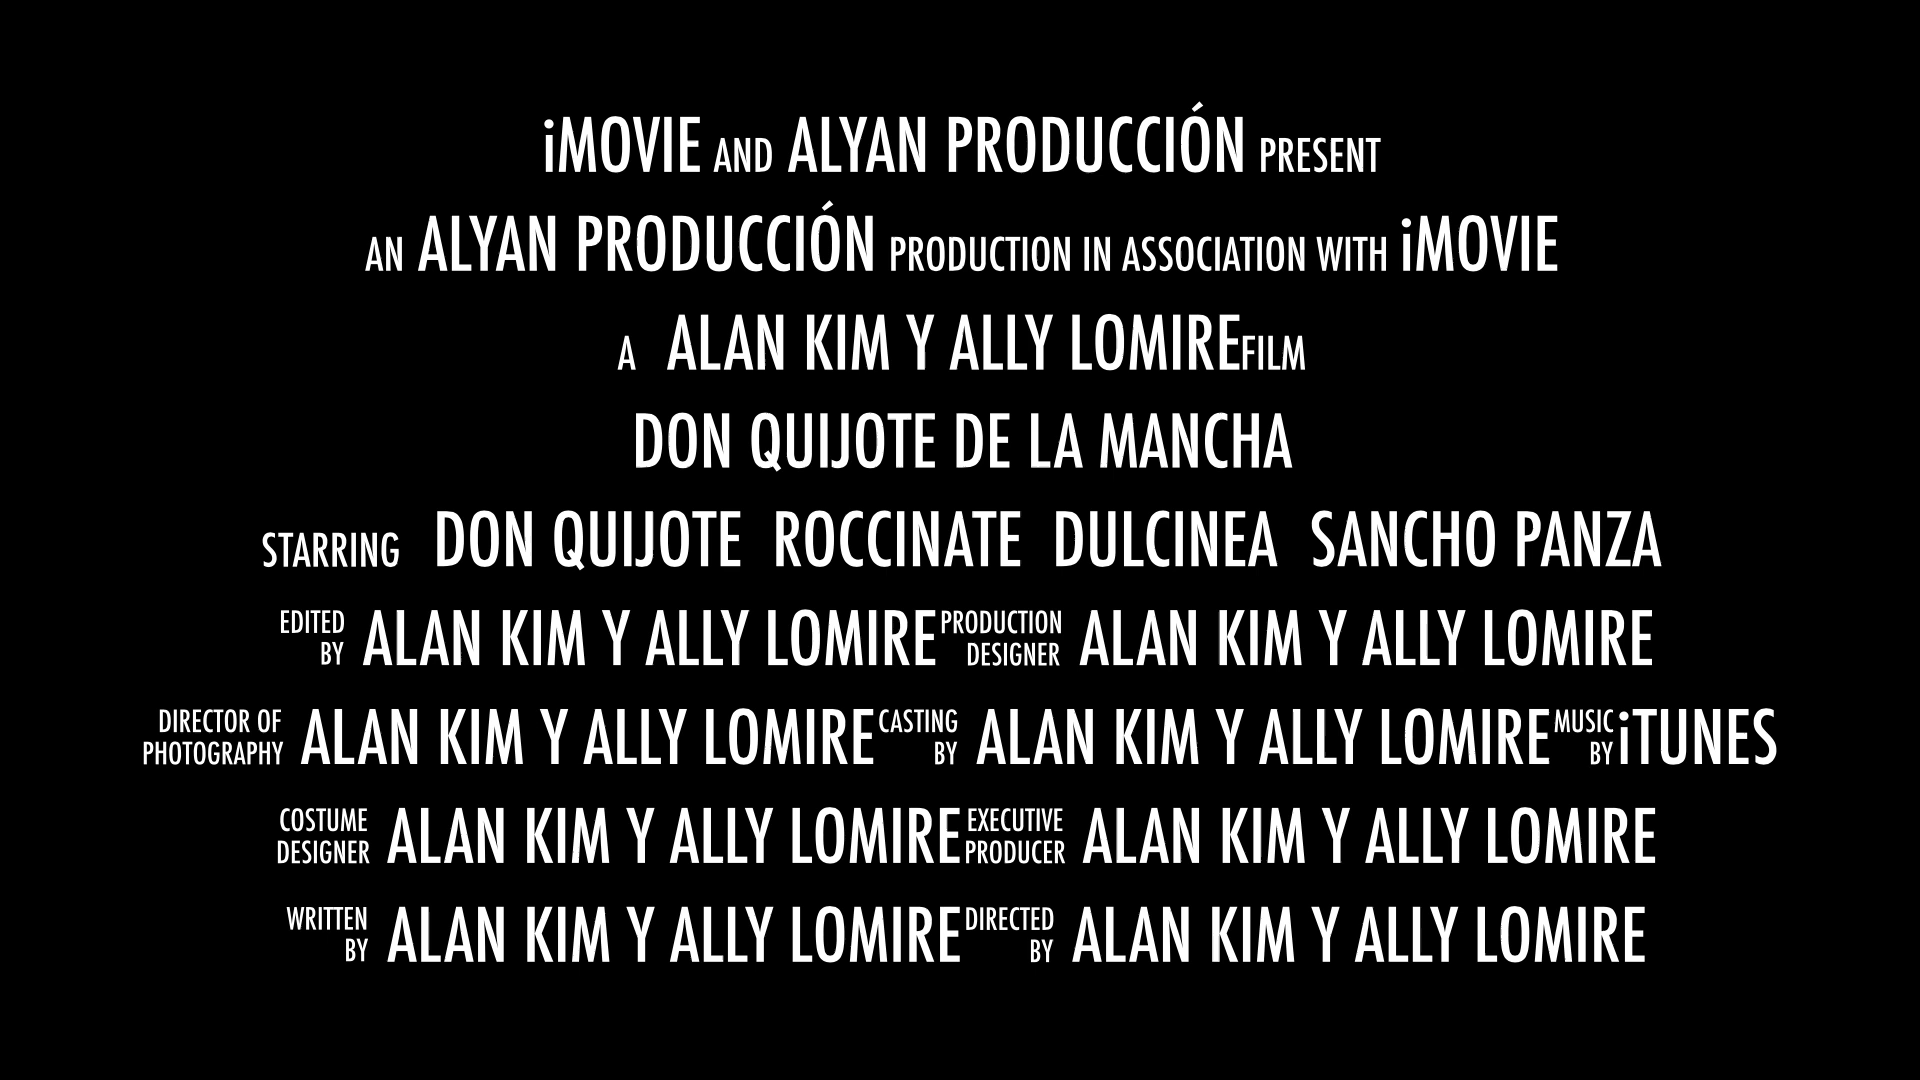 iMOVIE AND ALYAN PRODUCCIÓN PRESENT
AN ALYAN PRODUCCIÓN PRODUCTION IN ASSOCIATION WITH iMOVIE
A ALAN KIM Y ALLY LOMIRE FILM
DON QUIJOTE DE LA MANCHA
STARRING DON QUIJOTE ROCCINATE DULCINEA SANCHO PANZA
EDITED BY ALAN KIM Y ALLY LOMIRE PRODUCTION DESIGNER ALAN KIM Y ALLY LOMIRE
DIRECTOR OF PHOTOGRAPHY ALAN KIM Y ALLY LOMIRE CASTING BY ALAN KIM Y ALLY LOMIRE MUSIC BY iTUNES
COSTUME DESIGNER ALAN KIM Y ALLY LOMIRE EXECUTIVE PRODUCER ALAN KIM Y ALLY LOMIRE
WRITTEN BY ALAN KIM Y ALLY LOMIRE DIRECTED BY ALAN KIM Y ALLY LOMIRE